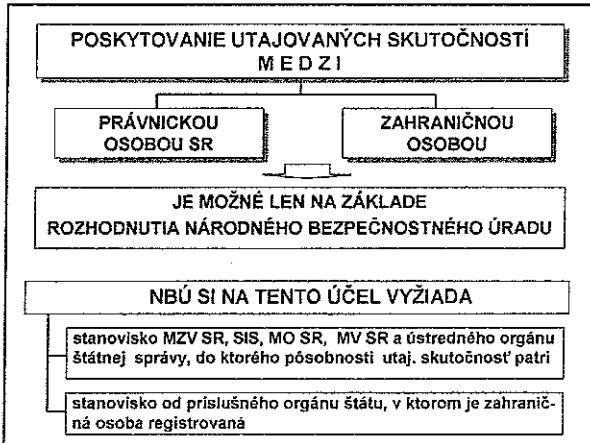 POSKYTOVANIE UTAJOVANÝCH SKUTOČNOSTÍ
M E D Z I
PRÁVNICKOU
OSOBOU SR
ZAHRANIČNOU
OSOBOU
JE MOŽNÉ LEN NA ZÁKLADE
ROZHODNUTIA NÁRODNÉHO BEZPEČNOSTNÉHO ÚRADU
NBÚ SI NA TENTO ÚČEL VYŽIADA
stanovisko MZV SR, SIS, MO SR, MV SR a ústredného orgánu
štátnej správy, do ktorého pôsobnosti utaj. skutočnosť patri
stanovisko od príslušného orgánu štátu, v ktorom je zahranič-
ná osoba registrovaná